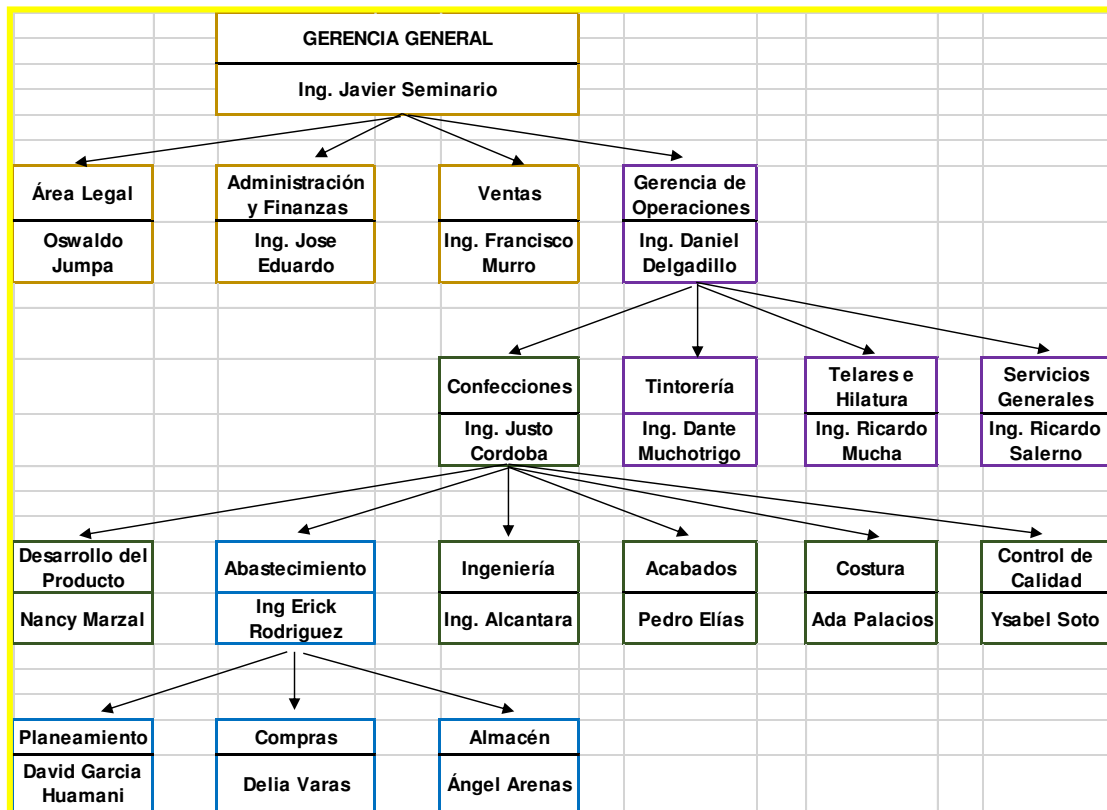 GERENCIA GENERAL
Ing. Javier Seminario
Área Legal
Oswaldo
Jumpa
Administración
y Finanzas
Ing. Jose
Eduardo
Ventas
Ing. Francisco
Murro
Gerencia de
Operaciones
Ing. Daniel
Delgadillo
Confecciones
Ing. Justo
Cordoba
Tintorería
Ing. Dante
Muchotrigo
Telares e
Hilatura
Ing. Ricardo
Mucha
Servicios
Generales
Ing. Ricardo
Salerno
Desarrollo del
Producto
Nancy Marzal
Abastecimiento
Ing Erick
Rodriguez
Ingeniería
Ing. Alcantara
Acabados
Pedro Elías
Costura
Ada Palacios
Control de
Calidad
Ysabel Soto
Planeamiento
David Garcia
Huamani
Compras
Delia Varas
Almacén
Ángel Arenas